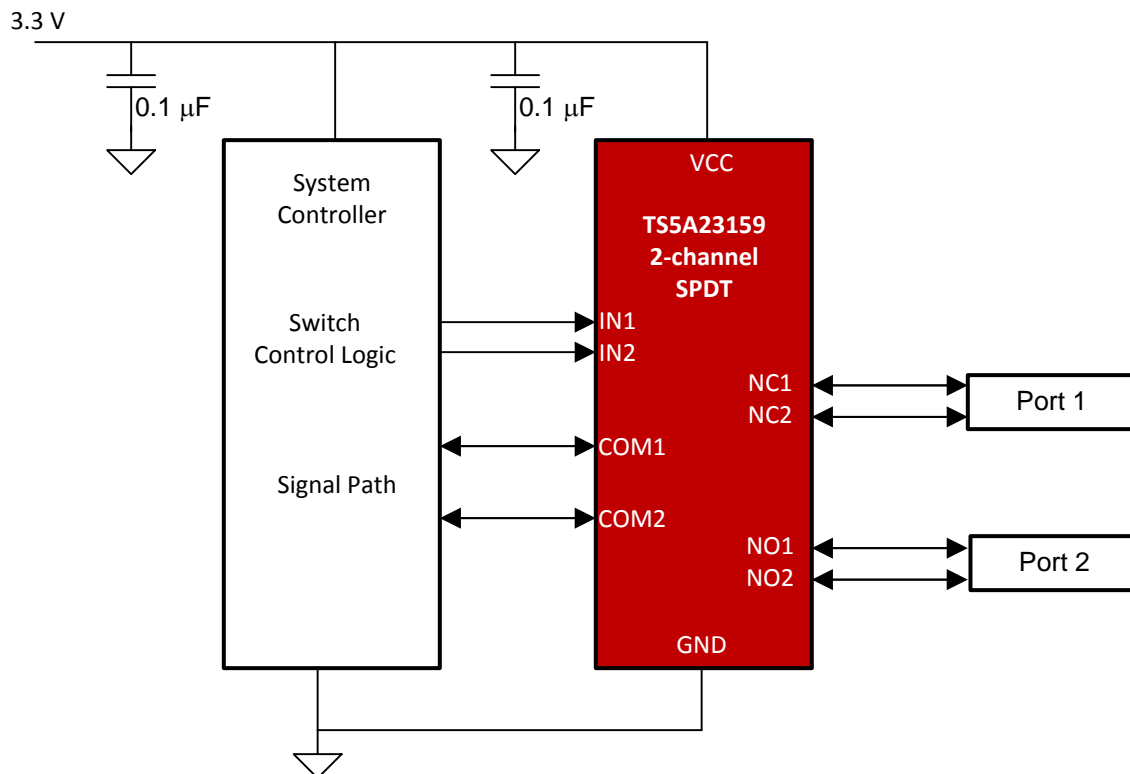 3.3 V
0.1 μF
0.1 μF
System
Controller
Switch
Control Logic
Signal Path
VCC
TS5A23159
2-channel
SPDT
IN1
IN2
COM1
COM2
NC1
NC2
NO1
NO2
GND
Port 1
Port 2